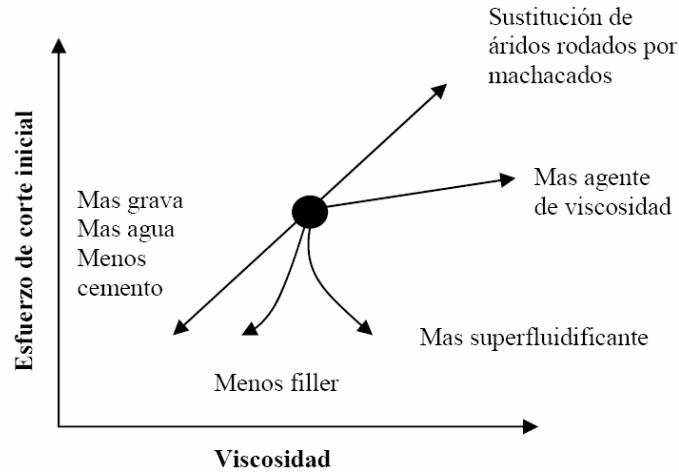 Sustitución de
áridos rodados por
machacados
Esfuerzo de corte inicial
Mas grava
Mas agua
Menos
cemento
Mas agente
de viscosidad
Mas superfluidificante
Menos filler
Viscosidad